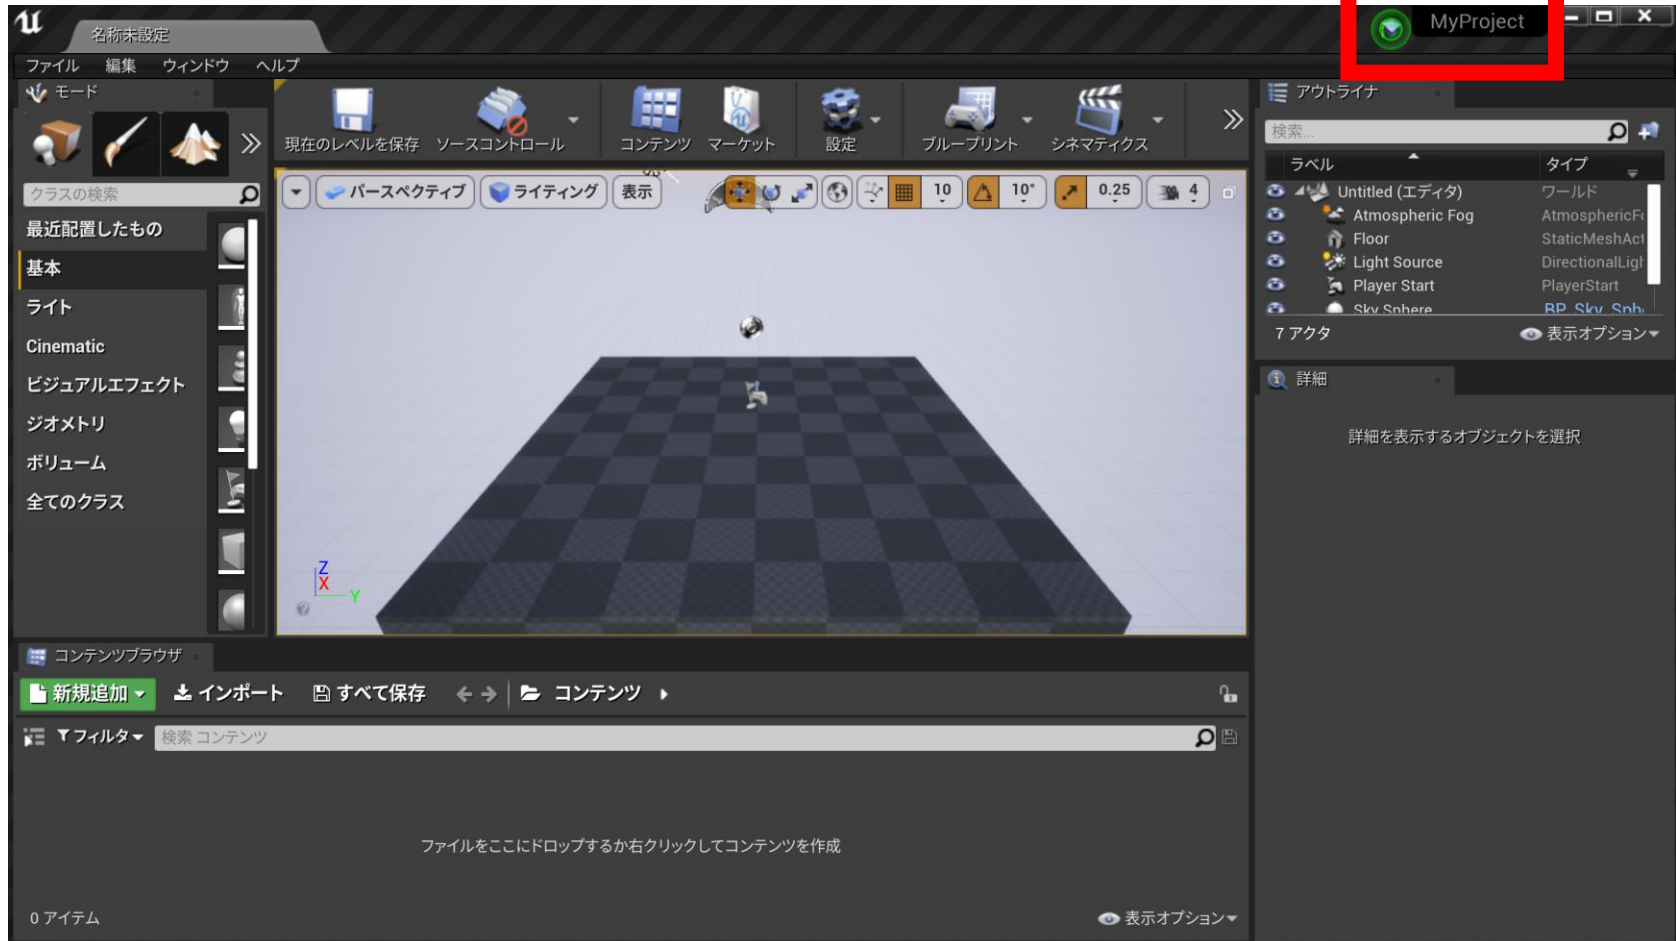 名称未設定
MyProject
ファイル 編集 ウィンドウ ヘルプ
モード
現在のレベルを保存 ソースコントロール コンテンツ マーケット 設定 ブループリント シネマティクス
クラスの検索
最近配置したもの
基本
ライト
Cinematic
ビジュアルエフェクト
ジオメトリ
ボリューム
全てのクラス
パースペクティブ ライティング 表示 10 10° 0.25 4
Z
X
Y
アウトライナ
検索...
ラベル タイプ
Untitled (エディタ) ワールド
Atmospheric Fog AtmosphericFo
Floor StaticMeshAct
Light Source DirectionalLigh
Player Start PlayerStart
Sky Sphere BP_Sky_Sph
7 アクタ 表示オプション
詳細
詳細を表示するオブジェクトを選択
コンテンツブラウザ
新規追加 インポート すべて保存 コンテンツ
フィルタ 検索 コンテンツ
ファイルをここにドロップするか右クリックしてコンテンツを作成
0 アイテム 表示オプション